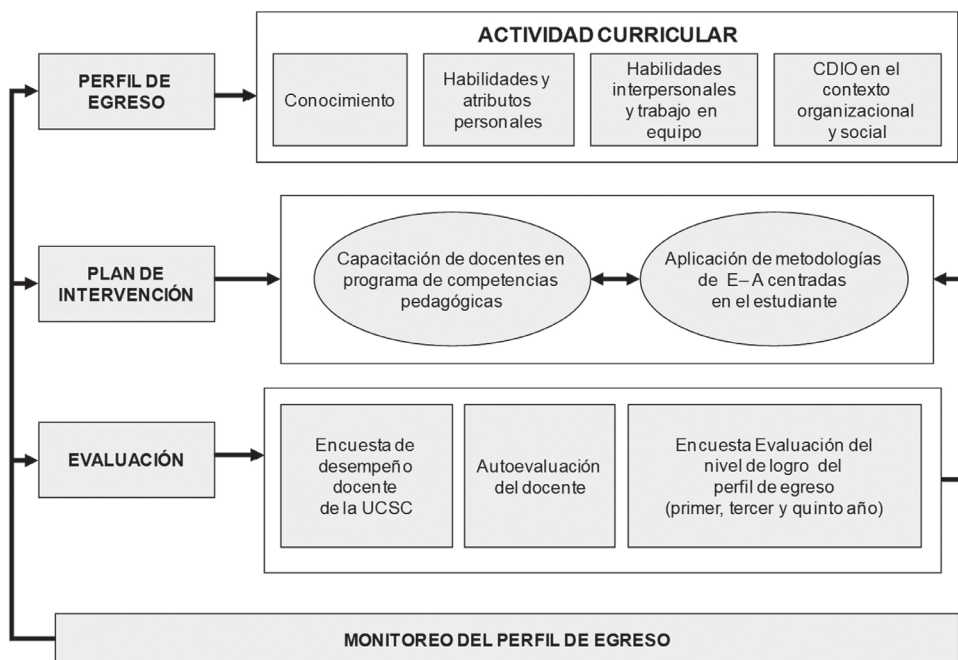 ACTIVIDAD CURRICULAR
PERFIL DE
EGRESO
Conocimiento
Habilidades y
atributos
personales
Habilidades
interpersonales
y trabajo en
equipo
CDIO en el
contexto
organizacional
y social
PLAN DE
INTERVENCIÓN
Capacitación de docentes en
programa de competencias
pedagógicas
Aplicación de metodologías
de E–A centradas
en el estudiante
EVALUACIÓN
Encuesta de
desempeño
docente
de la UCSC
Autoevaluación
del docente
Encuesta Evaluación del
nivel de logro del
perfil de egreso
(primer, tercer y quinto año)
MONITOREO DEL PERFIL DE EGRESO